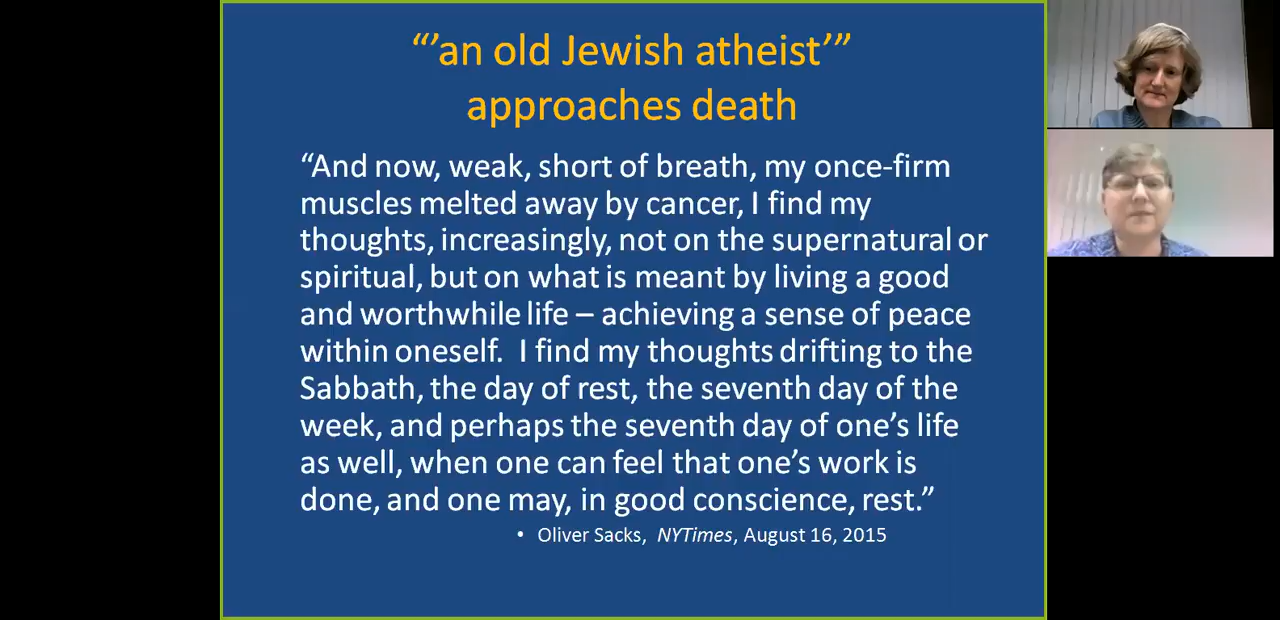 “’an old Jewish atheist’”
approaches death
“And now, weak, short of breath, my once-firm
muscles melted away by cancer, I find my
thoughts, increasingly, not on the supernatural or
spiritual, but on what is meant by living a good
and worthwhile life – achieving a sense of peace
within oneself.  I find my thoughts drifting to the
Sabbath, the day of rest, the seventh day of the
week, and perhaps the seventh day of one’s life
as well, when one can feel that one’s work is
done, and one may, in good conscience, rest.”
• Oliver Sacks,  NYTimes, August 16, 2015